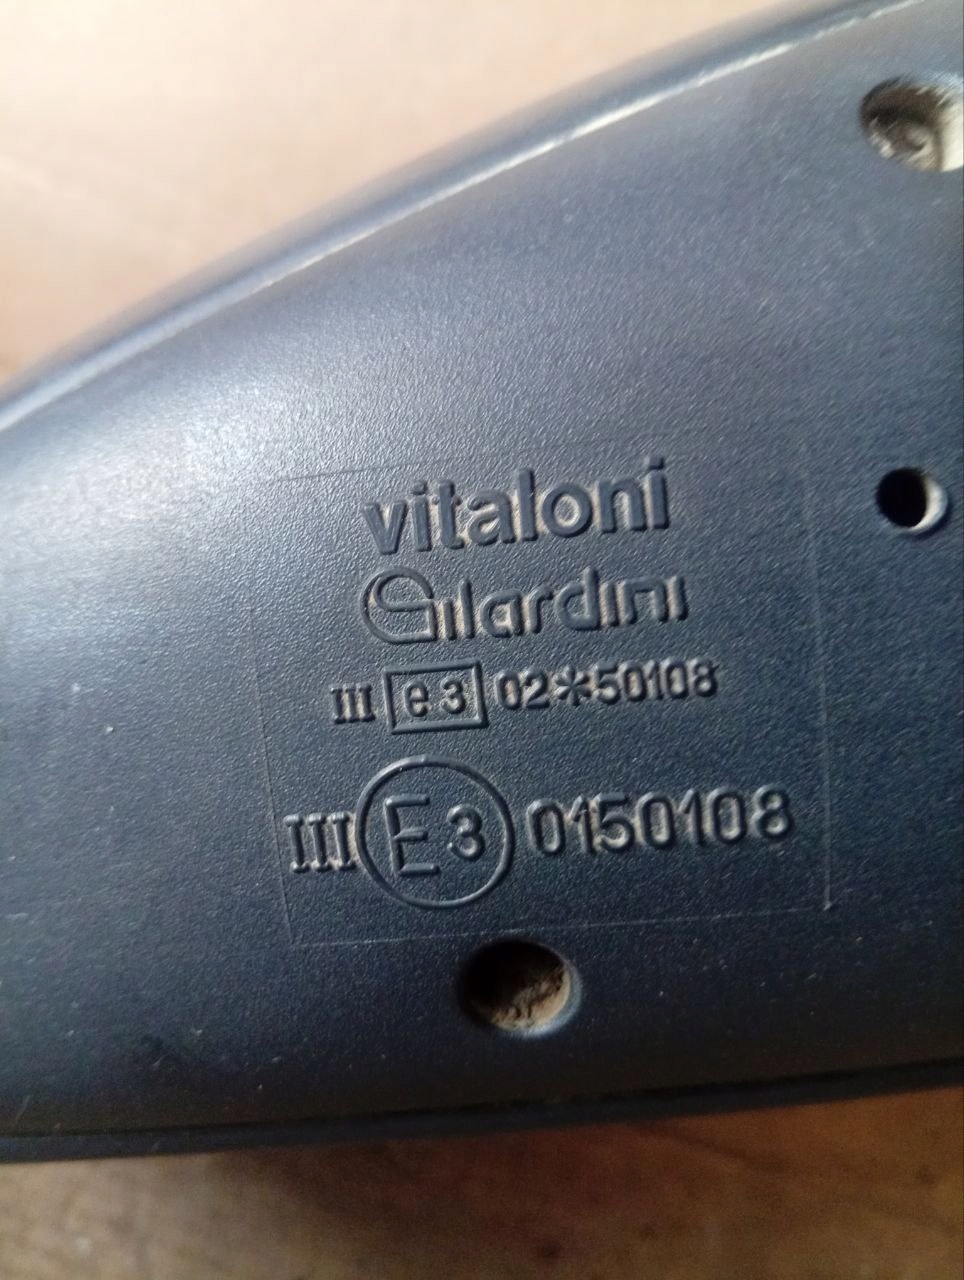 vitaloni
Gilardini
III e3 02*50108
III E3 0150108